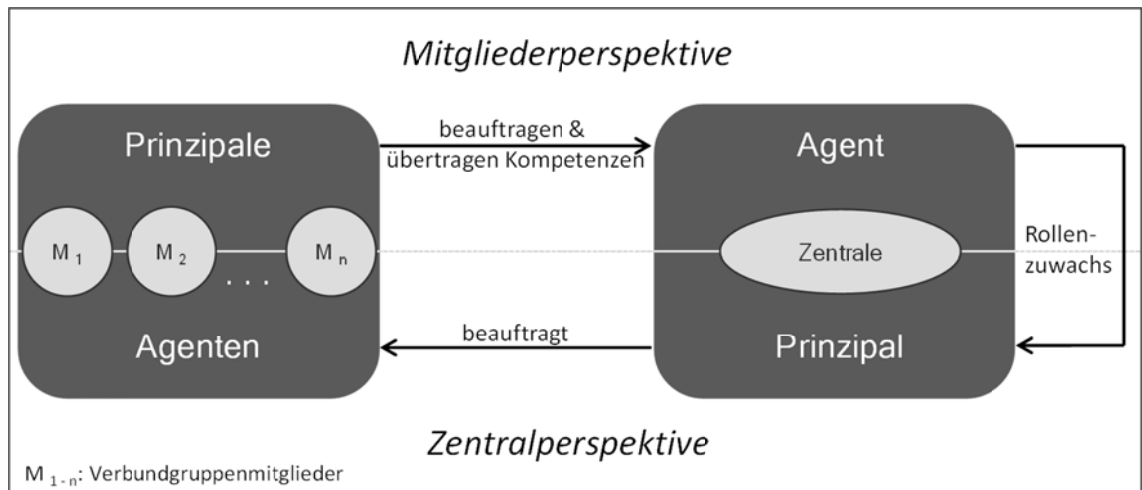 Mitgliederperspektive
Prinzipale
beauftragen &
übertragen Kompetenzen
Agent
M 1
M 2
. . .
M n
Zentrale
Rollen-
zuwachs
Agenten
beauftragt
Prinzipal
Zentralperspektive
M 1 - n: Verbundgruppenmitglieder